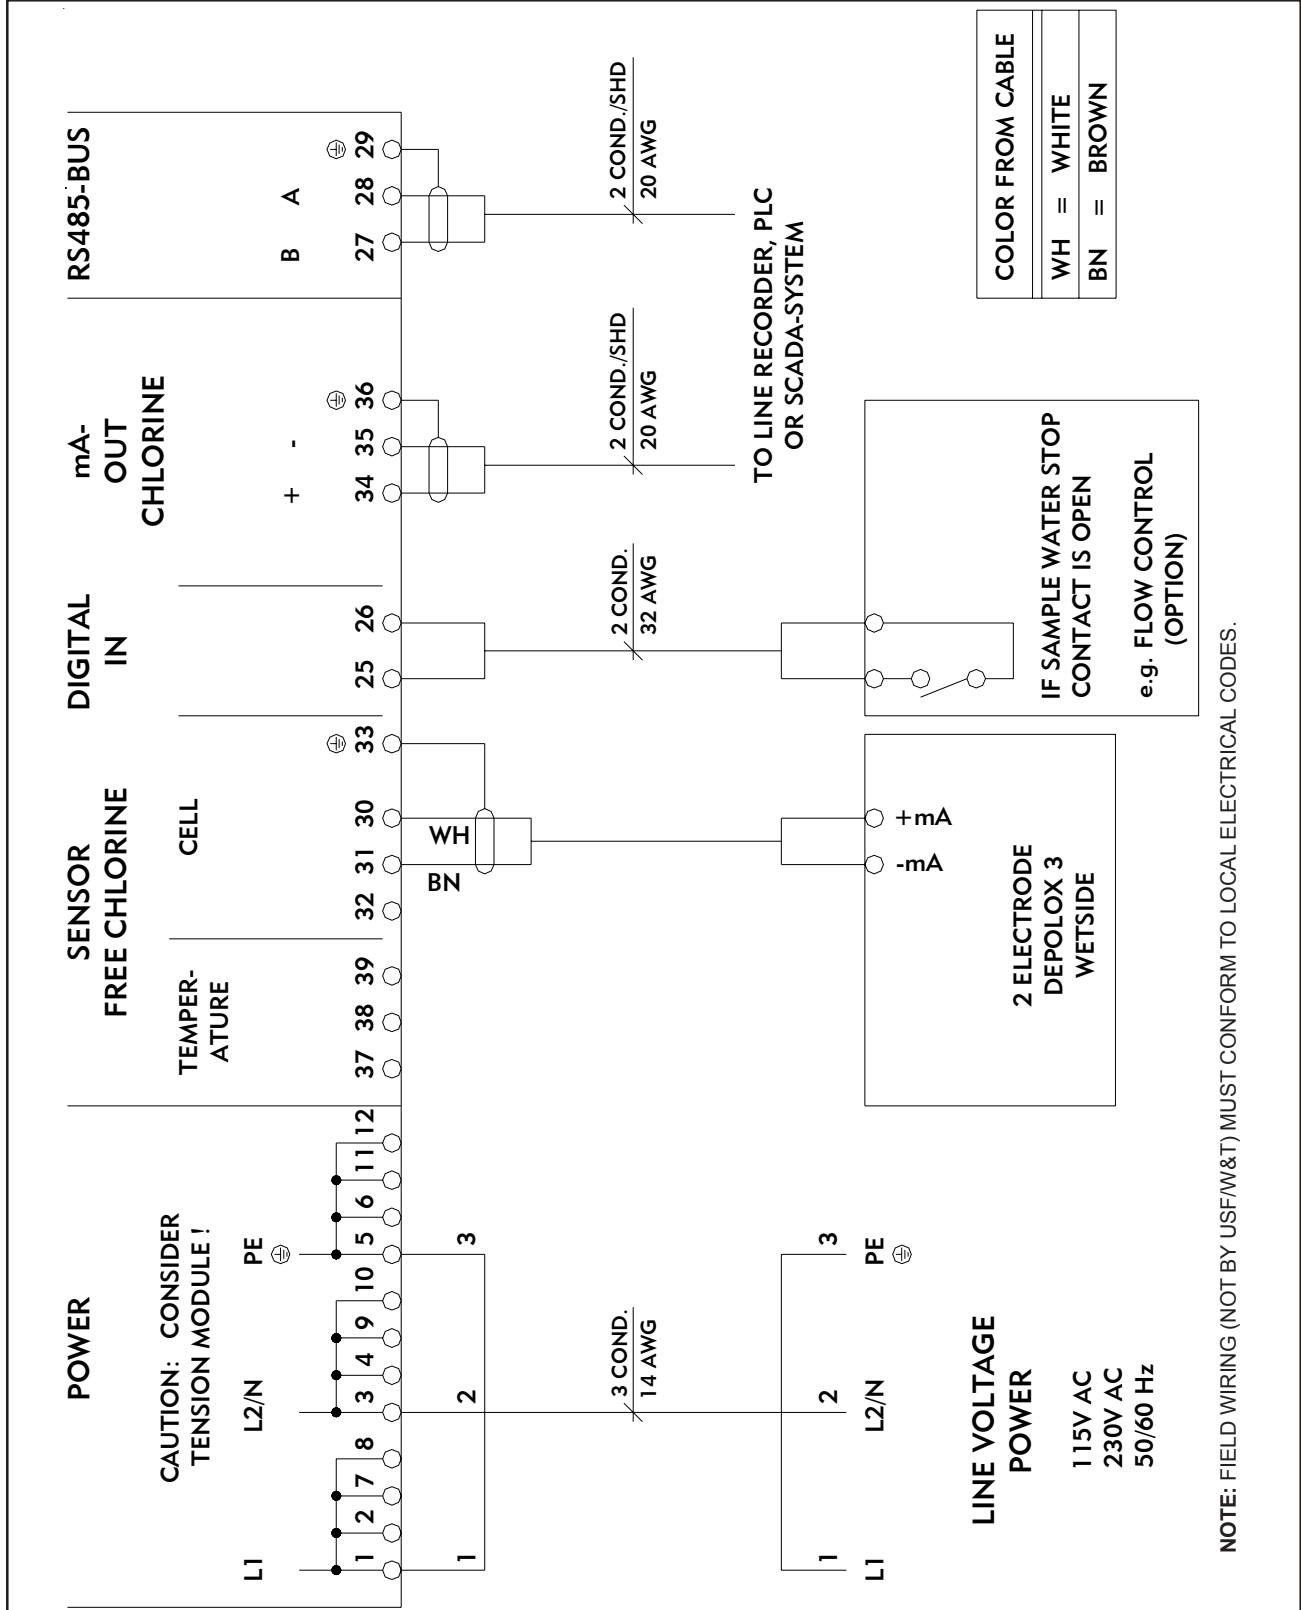 POWER
SENSOR
FREE CHLORINE
DIGITAL
IN
mA-
OUT
CHLORINE
RS485-BUS
CAUTION: CONSIDER
TENSION MODULE !
TEMPER-
ATURE
CELL
L1
L2/N
PE
+ -
B A
1 2 7 8 3 4 9 10 5 6 11 12 37 38 39 32 31 30 33 25 26 34 35 36 27 28 29
BN
WH
1
2
3
3 COND.
14 AWG
2 COND.
32 AWG
2 COND./SHD
20 AWG
2 COND./SHD
20 AWG
TO LINE RECORDER, PLC
OR SCADA-SYSTEM
1
2
3
L1
L2/N
PE
LINE VOLTAGE
POWER
115V AC
230V AC
50/60 Hz
-mA
+mA
2 ELECTRODE
DEPOLOX 3
WETSIDE
IF SAMPLE WATER STOP
CONTACT IS OPEN
e.g. FLOW CONTROL
(OPTION)
COLOR FROM CABLE
WH = WHITE
BN = BROWN
NOTE: FIELD WIRING (NOT BY USF/W&T) MUST CONFORM TO LOCAL ELECTRICAL CODES.